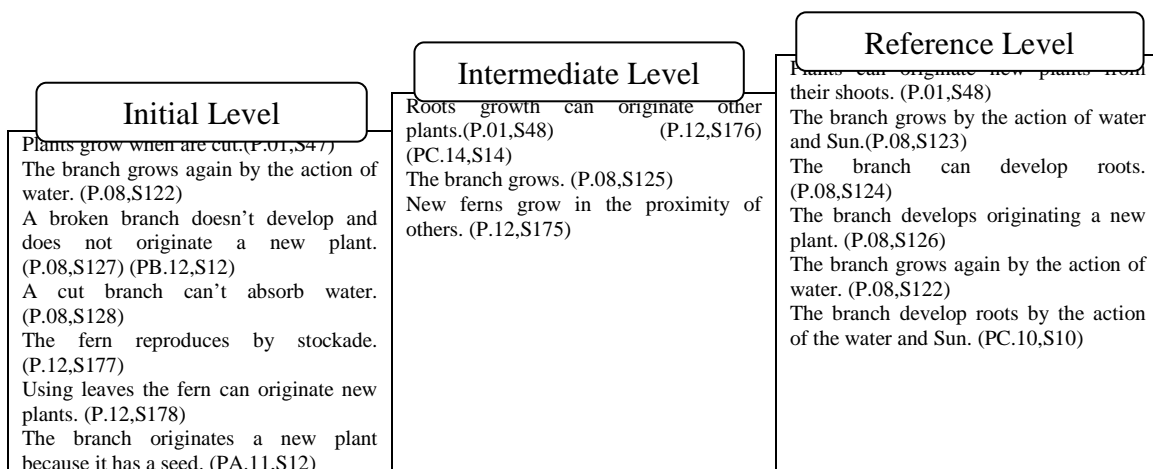 Initial Level
Plants grow when are cut.(P.01,S47)
The branch grows again by the action of
water. (P.08,S122)
A broken branch doesn't develop and
does not originate a new plant.
(P.08,S127) (PB.12,S12)
A cut branch can't absorb water.
(P.08,S128)
The fern reproduces by stockade.
(P.12,S177)
Using leaves the fern can originate new
plants. (P.12,S178)
The branch originates a new plant
because it has a seed. (PA.11,S12)
Intermediate Level
Roots growth can originate other
plants.(P.01,S48) (P.12,S176)
(PC.14,S14)
The branch grows. (P.08,S125)
New ferns grow in the proximity of
others. (P.12,S175)
Reference Level
Plants can originate new plants from
their shoots. (P.01,S48)
The branch grows by the action of water
and Sun.(P.08,S123)
The branch can develop roots.
(P.08,S124)
The branch develops originating a new
plant. (P.08,S126)
The branch grows again by the action of
water. (P.08,S122)
The branch develop roots by the action
of the water and Sun. (PC.10,S10)